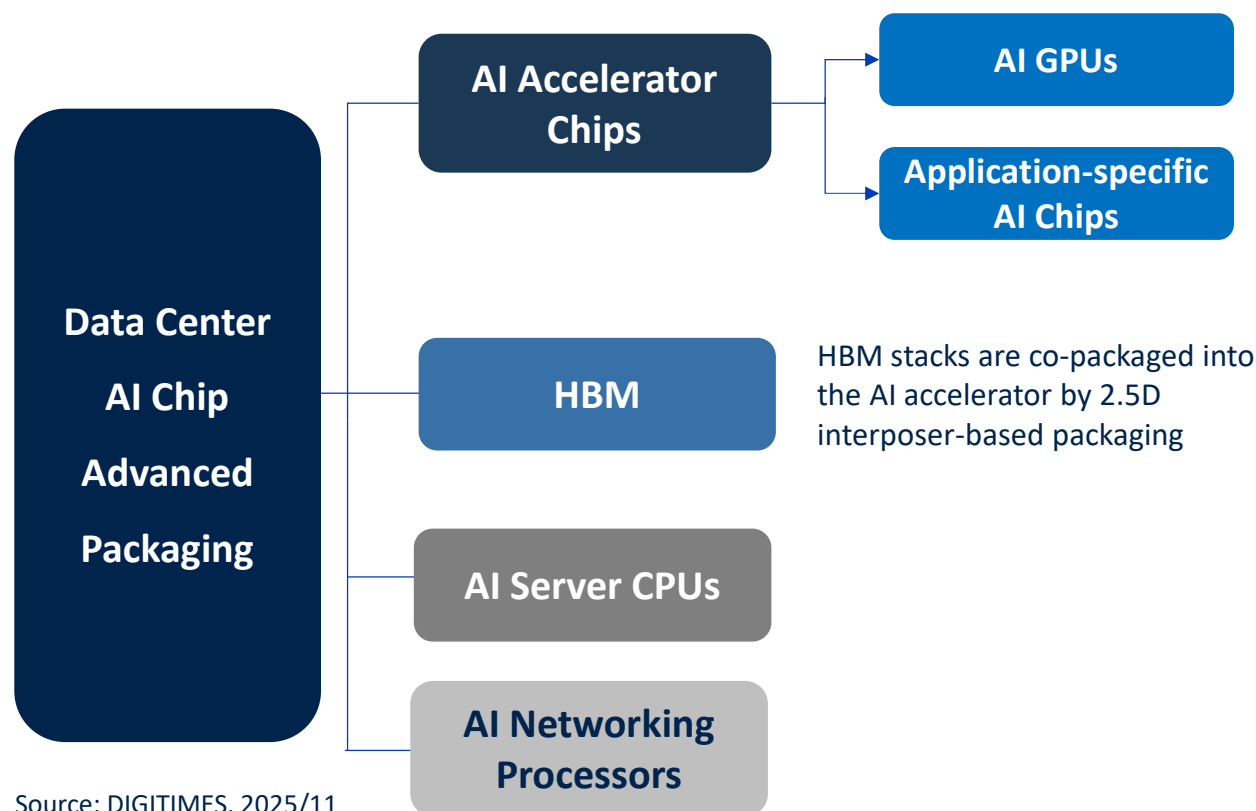 Data Center
AI Chip
Advanced
Packaging
AI Accelerator
Chips
AI GPUs
Application-specific
AI Chips
HBM
HBM stacks are co-packaged into
the AI accelerator by 2.5D
interposer-based packaging
AI Server CPUs
AI Networking
Processors
Source: DIGITIMES, 2025/11